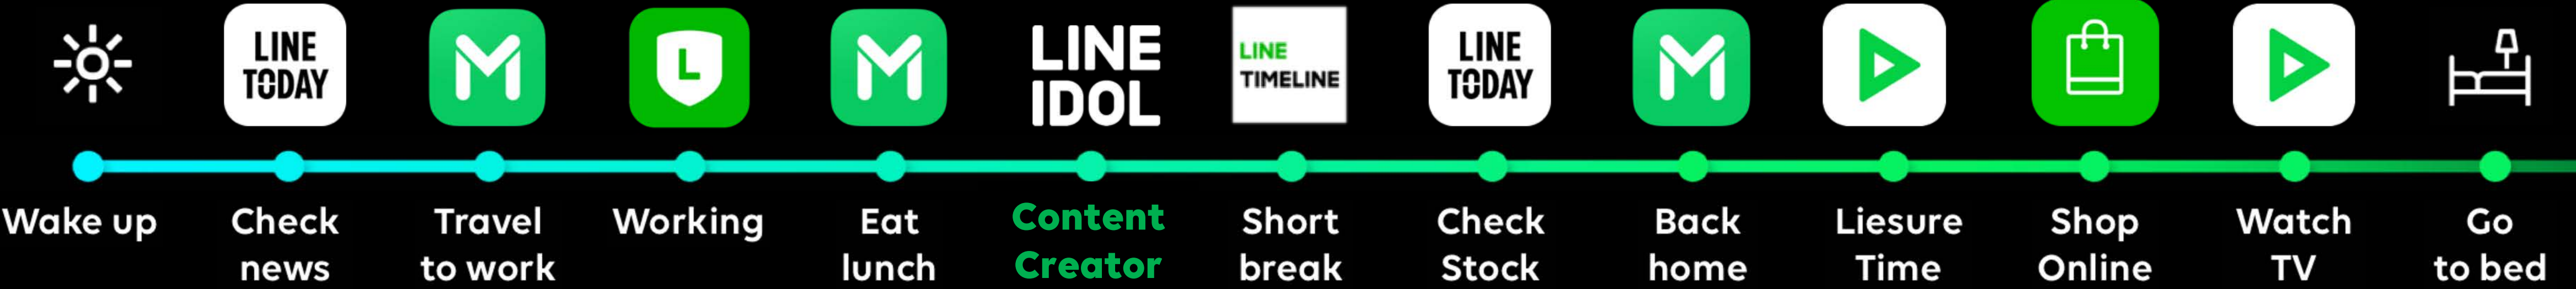 LINE
TODAY
L
LINE
IDOL
LINE
TIMELINE
LINE
TODAY
Wake up
Check
news
Travel
to work
Working
Eat
lunch
Content
Creator
Short
break
Check
Stock
Back
home
Liesure
Time
Shop
Online
Watch
TV
Go
to bed